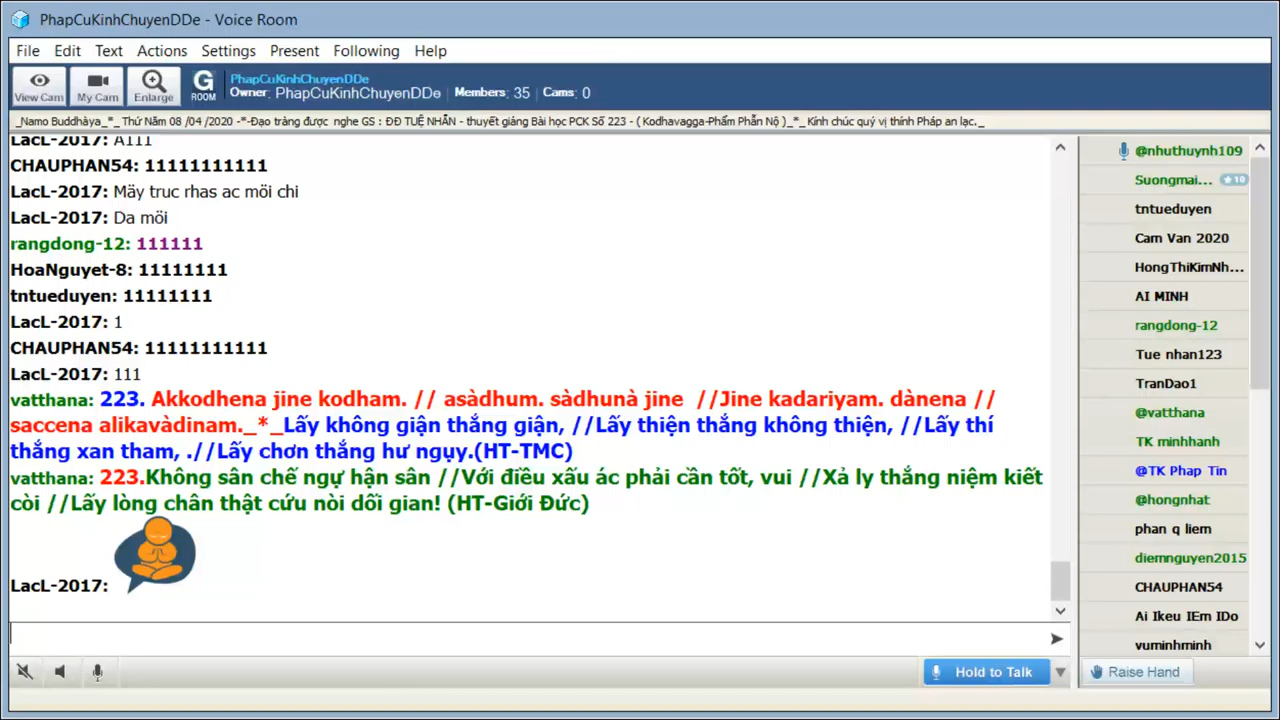 PhapCuKinhChuyenDDe - Voice Room
File Edit Text Actions Settings Present Following Help
View Cam My Cam Enlarge G ROOM
PhapCuKinhChuyenDDe
Owner: PhapCuKinhChuyenDDe Members: 35 Cams: 0
_Namo Buddhàya_*_ Thứ Năm 08 /04 /2020 -*-Đạo tràng được nghe GS : ĐĐ TUỆ NHẪN - thuyết giảng Bài học PCK Số 223 - ( Kodhavagga-Phẩm Phẫn Nộ )_*_ Kính chúc quý vị thính Pháp an lạc._
LacL-2017: A111
CHAUPHAN54: 11111111111
LacL-2017: Mäy truc rhas ac möi chi
LacL-2017: Da möi
rangdong-12: 111111
HoaNguyet-8: 11111111
tntueduyen: 11111111
LacL-2017: 1
CHAUPHAN54: 11111111111
LacL-2017: 111
vatthana: 223. Akkodhena jine kodham. // asàdhum. sàdhunà jine //Jine kadariyam. dànena //
saccena alikavàdinam._*_Lấy không giận thắng giận, //Lấy thiện thắng không thiện, //Lấy thí
thắng xan tham, .//Lấy chơn thắng hư ngụy.(HT-TMC)
vatthana: 223.Không sân chế ngự hận sân //Với điều xấu ác phải cần tốt, vui //Xả ly thắng niệm kiết
còi //Lấy lòng chân thật cứu nòi dối gian! (HT-Giới Đức)
LacL-2017:
@nhuthuynh109
Suongmai... 10
tntueduyen
Cam Van 2020
HongThiKimNh...
AI MINH
rangdong-12
Tue nhan123
TranDao1
@vatthana
TK minhhanh
@TK Phap Tin
@hongnhat
phan q liem
diemnguyen2015
CHAUPHAN54
Ai Ikeu IEm IDo
vuminhminh
Hold to Talk
Raise Hand